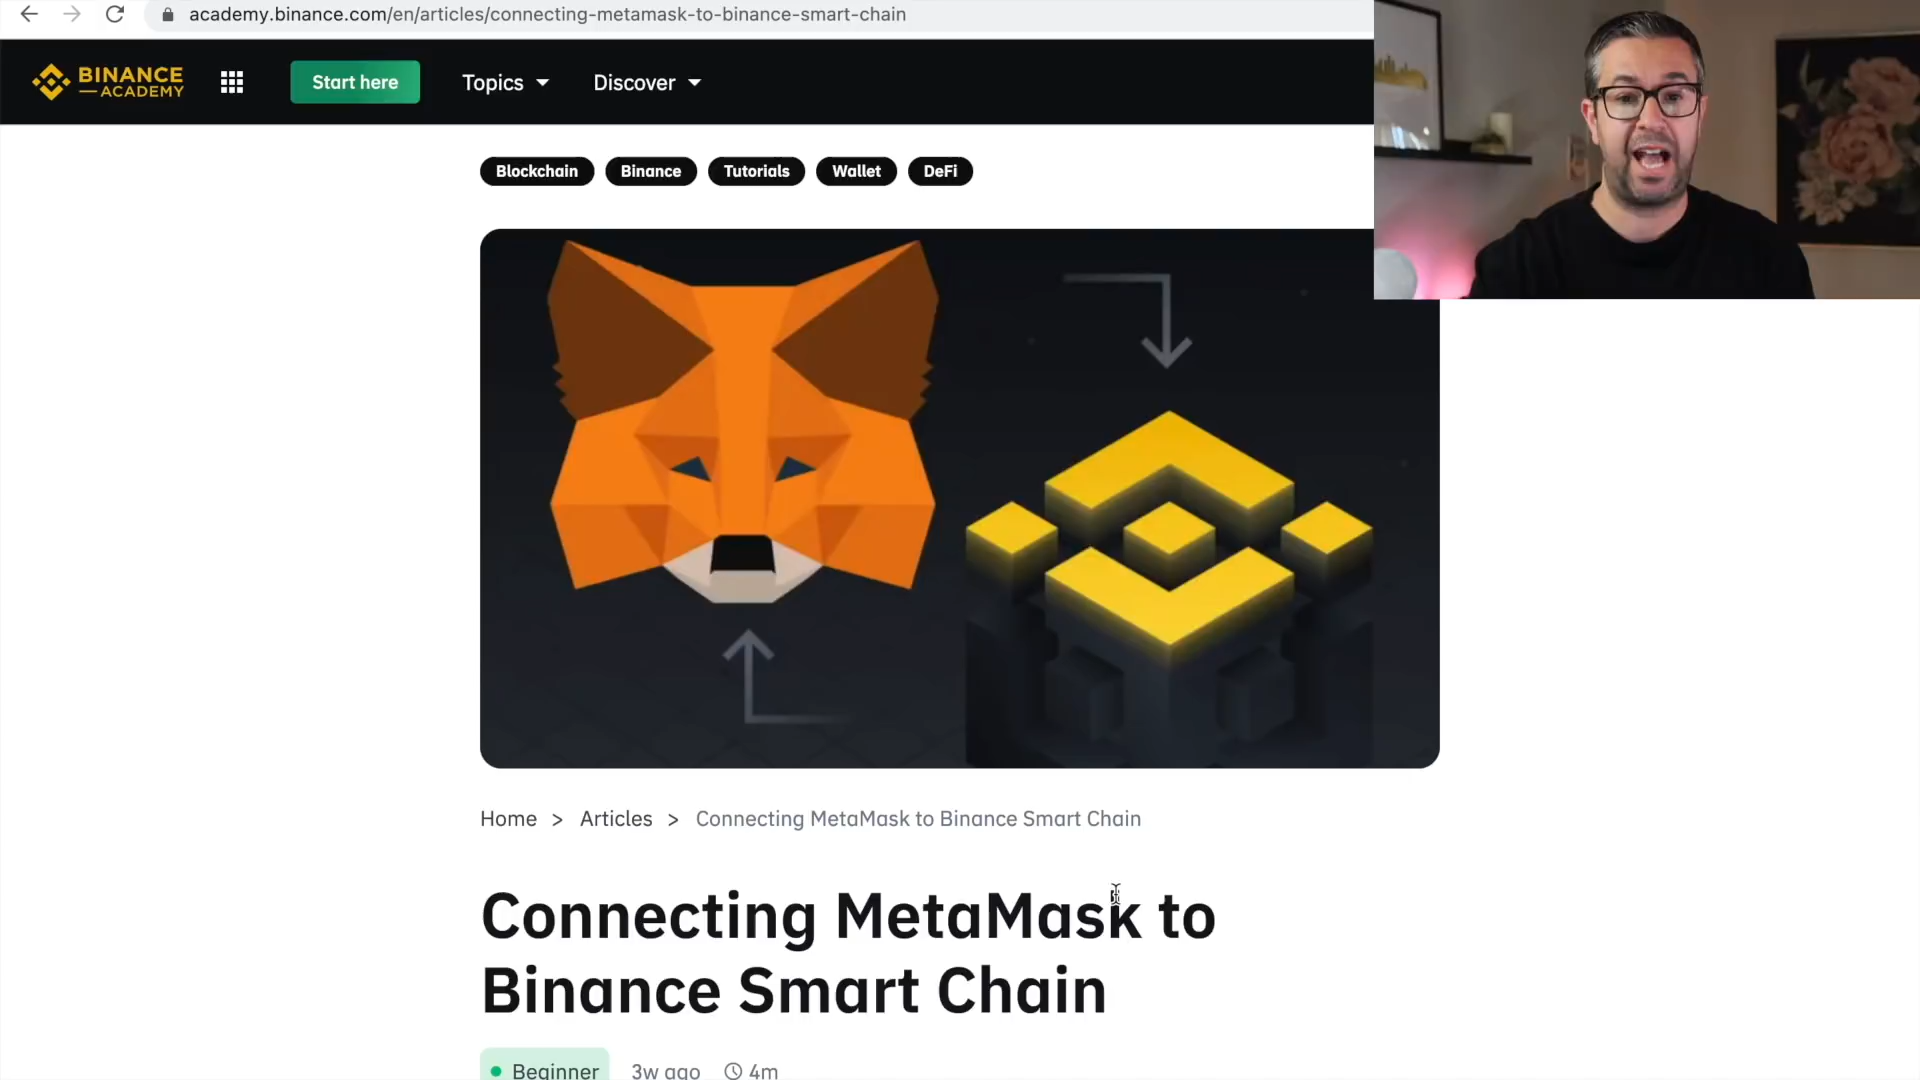 academy.binance.com/en/articles/connecting-metamask-to-binance-smart-chain
BINANCE
ACADEMY
Start here
Topics
Discover
Blockchain
Binance
Tutorials
Wallet
DeFi
Home > Articles > Connecting MetaMask to Binance Smart Chain
Connecting MetaMask to
Binance Smart Chain
Beginner
3w ago
4m